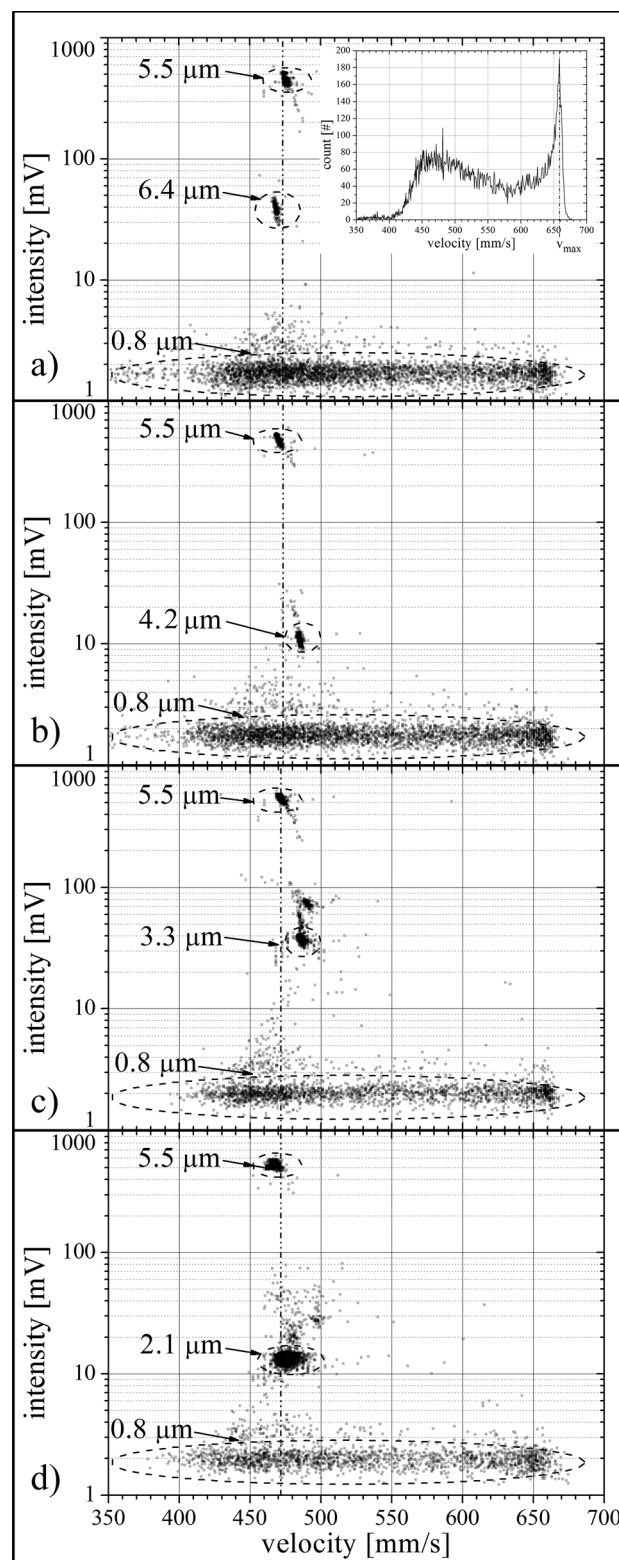 1000
5.5 µm
100
6.4 µm
10
0.8 µm
a)
1
intensity [mV]
200
180
160
140
120
100
80
60
40
20
0
count [#]
350 400 450 500 550 600 650 700
velocity [mm/s] vmax
1000
5.5 µm
100
4.2 µm
10
0.8 µm
b)
1
intensity [mV]
1000
5.5 µm
100
3.3 µm
10
0.8 µm
c)
1
intensity [mV]
1000
5.5 µm
100
2.1 µm
10
0.8 µm
d)
1
intensity [mV]
350 400 450 500 550 600 650 700
velocity [mm/s]